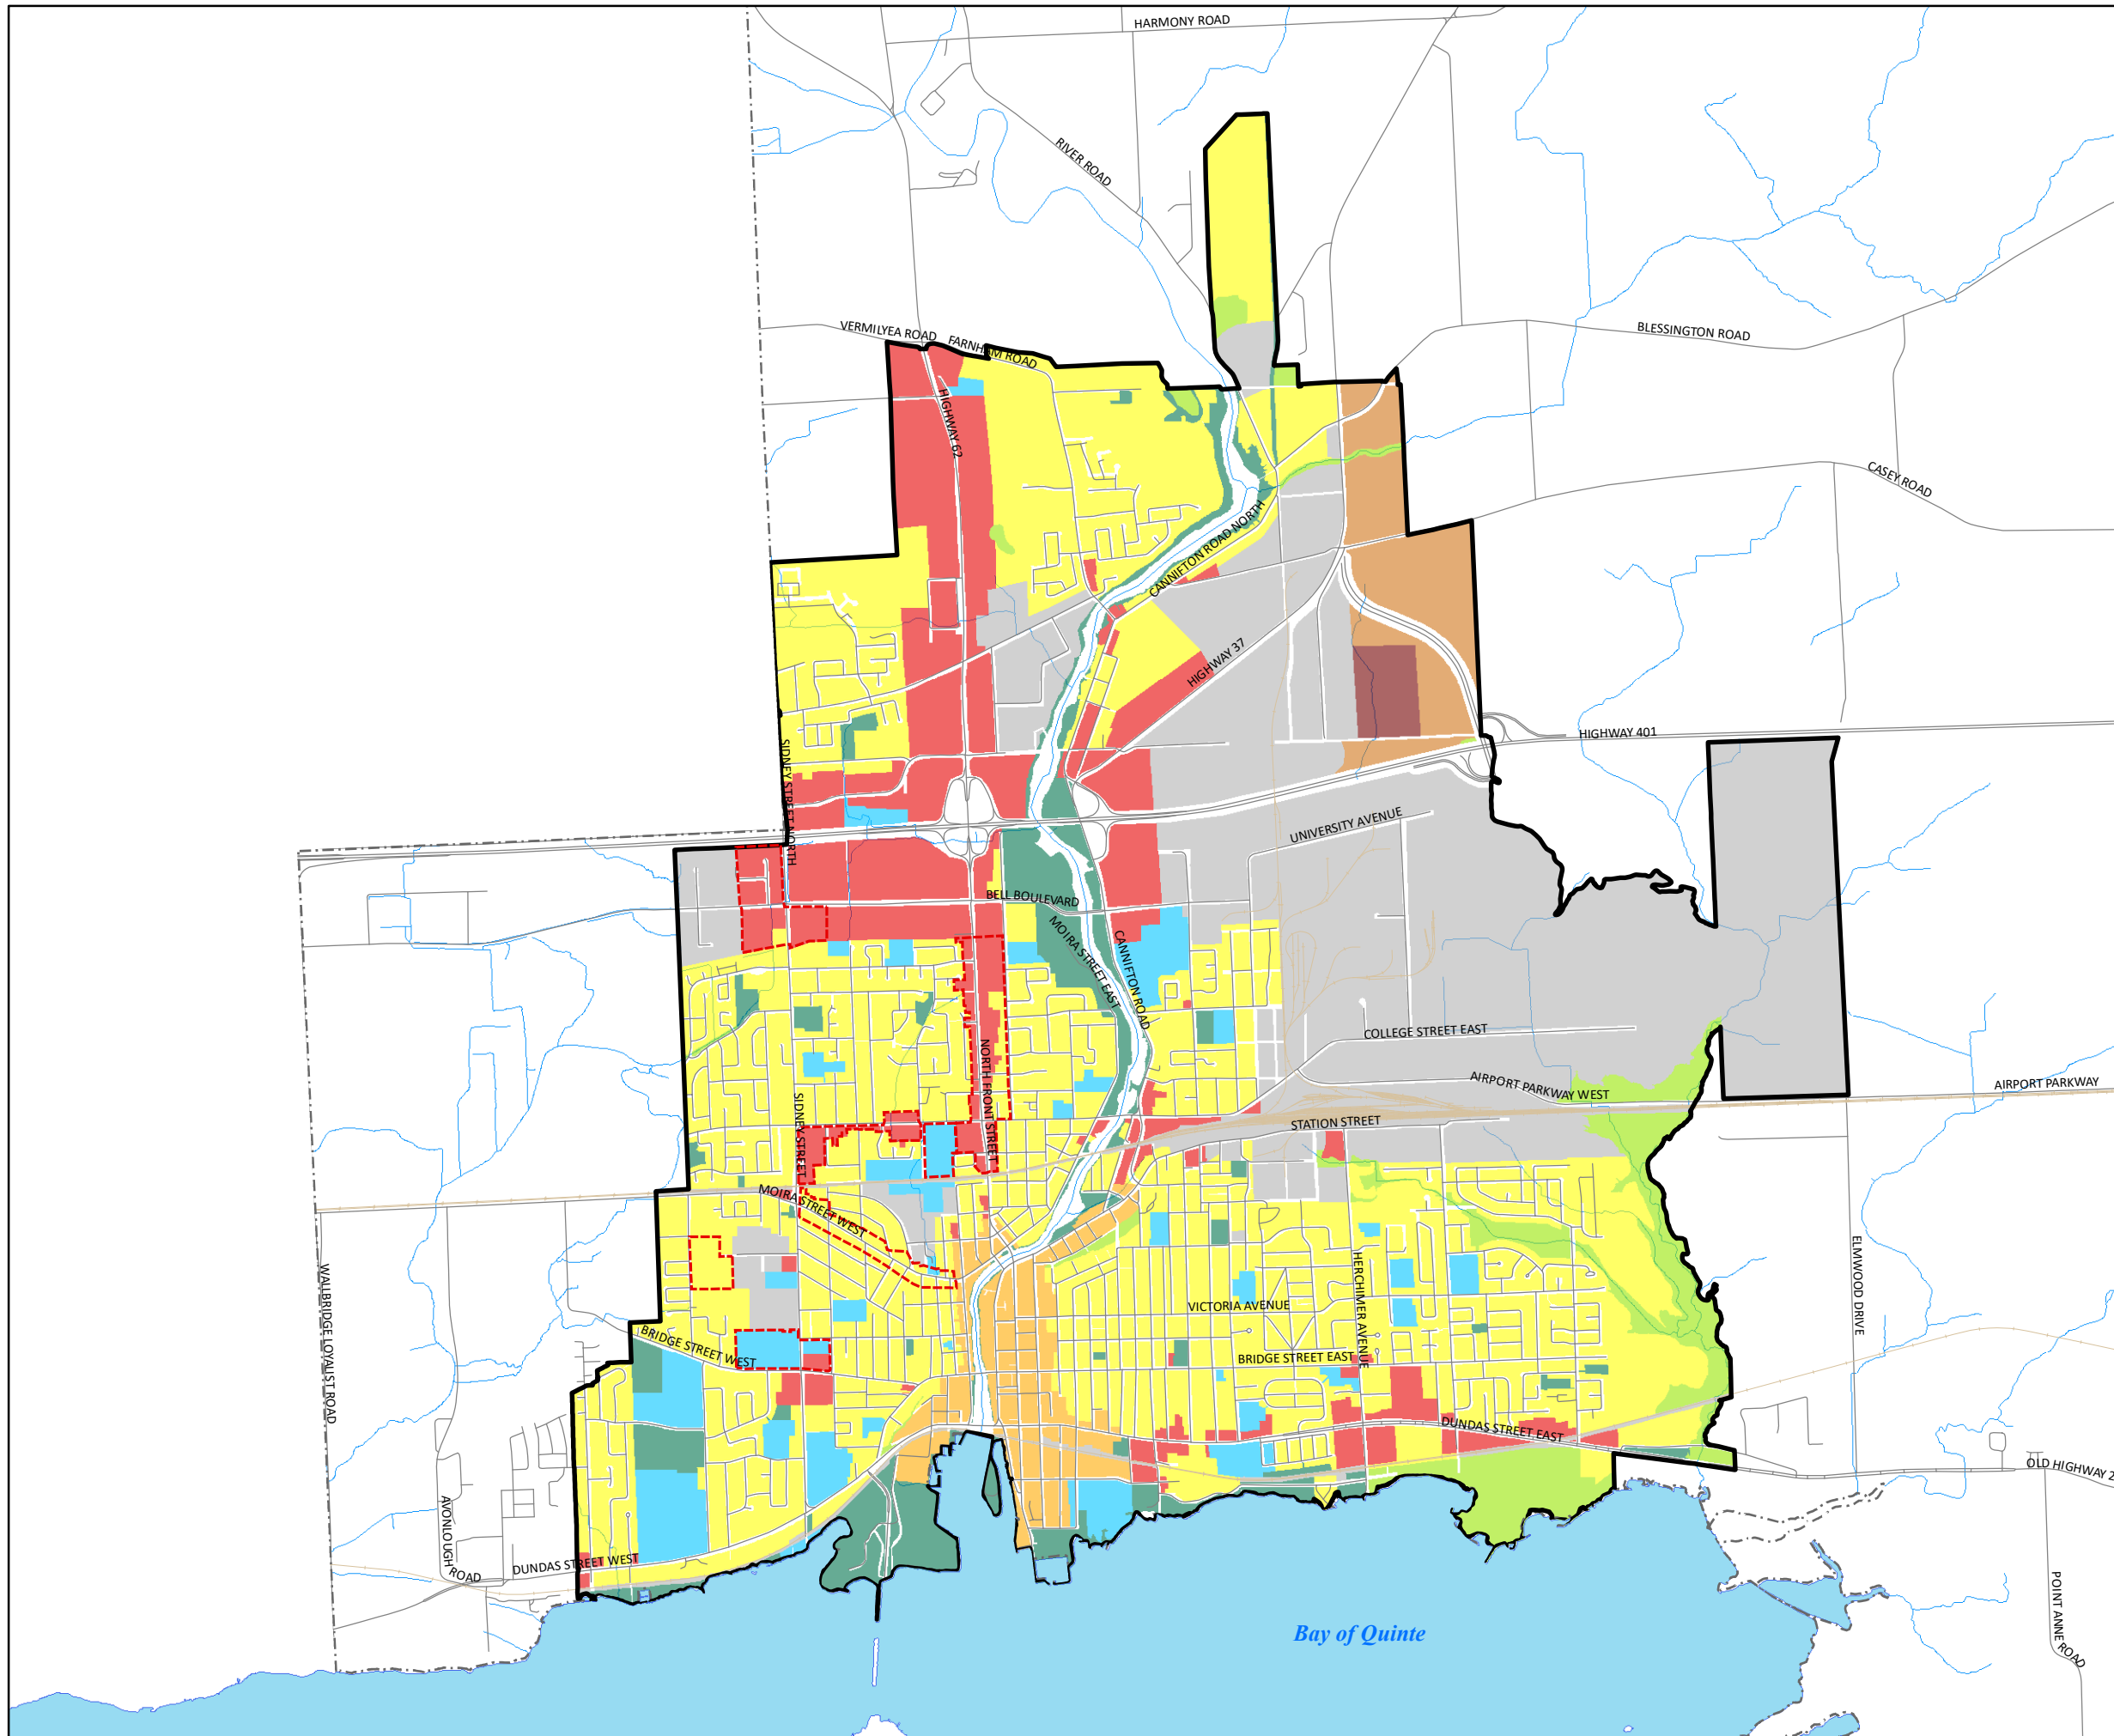 HARMONY ROAD
RIVER ROAD
VERMILYEA ROAD
FARNHAM ROAD
BLESSINGTON ROAD
HIGHWAY 62
CASEY ROAD
CANNIFTON ROAD NORTH
HIGHWAY 37
HIGHWAY 401
SIDNEY STREET NORTH
UNIVERSITY AVENUE
BELL BOULEVARD
MOIRA STREET EAST
CANNIFTON ROAD
COLLEGE STREET EAST
NORTH FRONT STREET
AIRPORT PARKWAY WEST
AIRPORT PARKWAY
SIDNEY STREET
STATION STREET
MOIRA STREET WEST
WALBRIDGE LOYALIST ROAD
HERCHIMER AVENUE
ELMWOOD DRIVE
VICTORIA AVENUE
BRIDGE STREET WEST
BRIDGE STREET EAST
DUNDAS STREET EAST
OLD HIGHWAY 2
AVONLOUGH ROAD
DUNDAS STREET WEST
POINT ANNE ROAD
Bay of Quinte